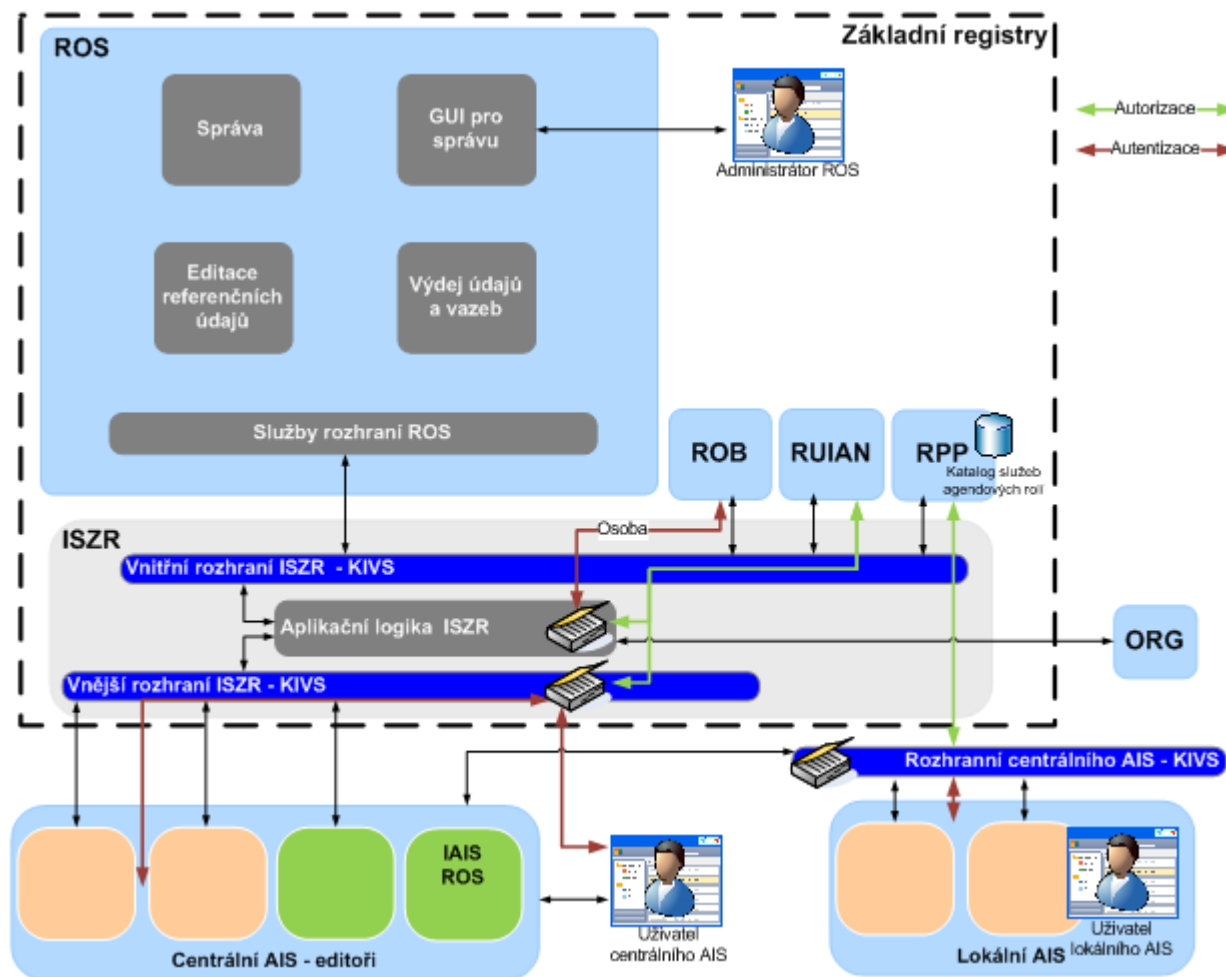 ROS
Základní registry
Správa
GUI pro
správu
Administrátor ROS
Autorizace
Autentizace
Editace
referenčních
údajů
Výdej údajů
a vazeb
Služby rozhraní ROS
ROB
RUIAN
RPP
Katalog služeb
agendových rolí
Osoba
ISZR
Vnitřní rozhraní ISZR - KIVS
Aplikační logika ISZR
ORG
Vnější rozhraní ISZR - KIVS
Rozhranní centrálního AIS - KIVS
IAIS
ROS
Centrální AIS - editoři
Uživatel
centrálního AIS
Lokální AIS
Uživatel
lokálního AIS